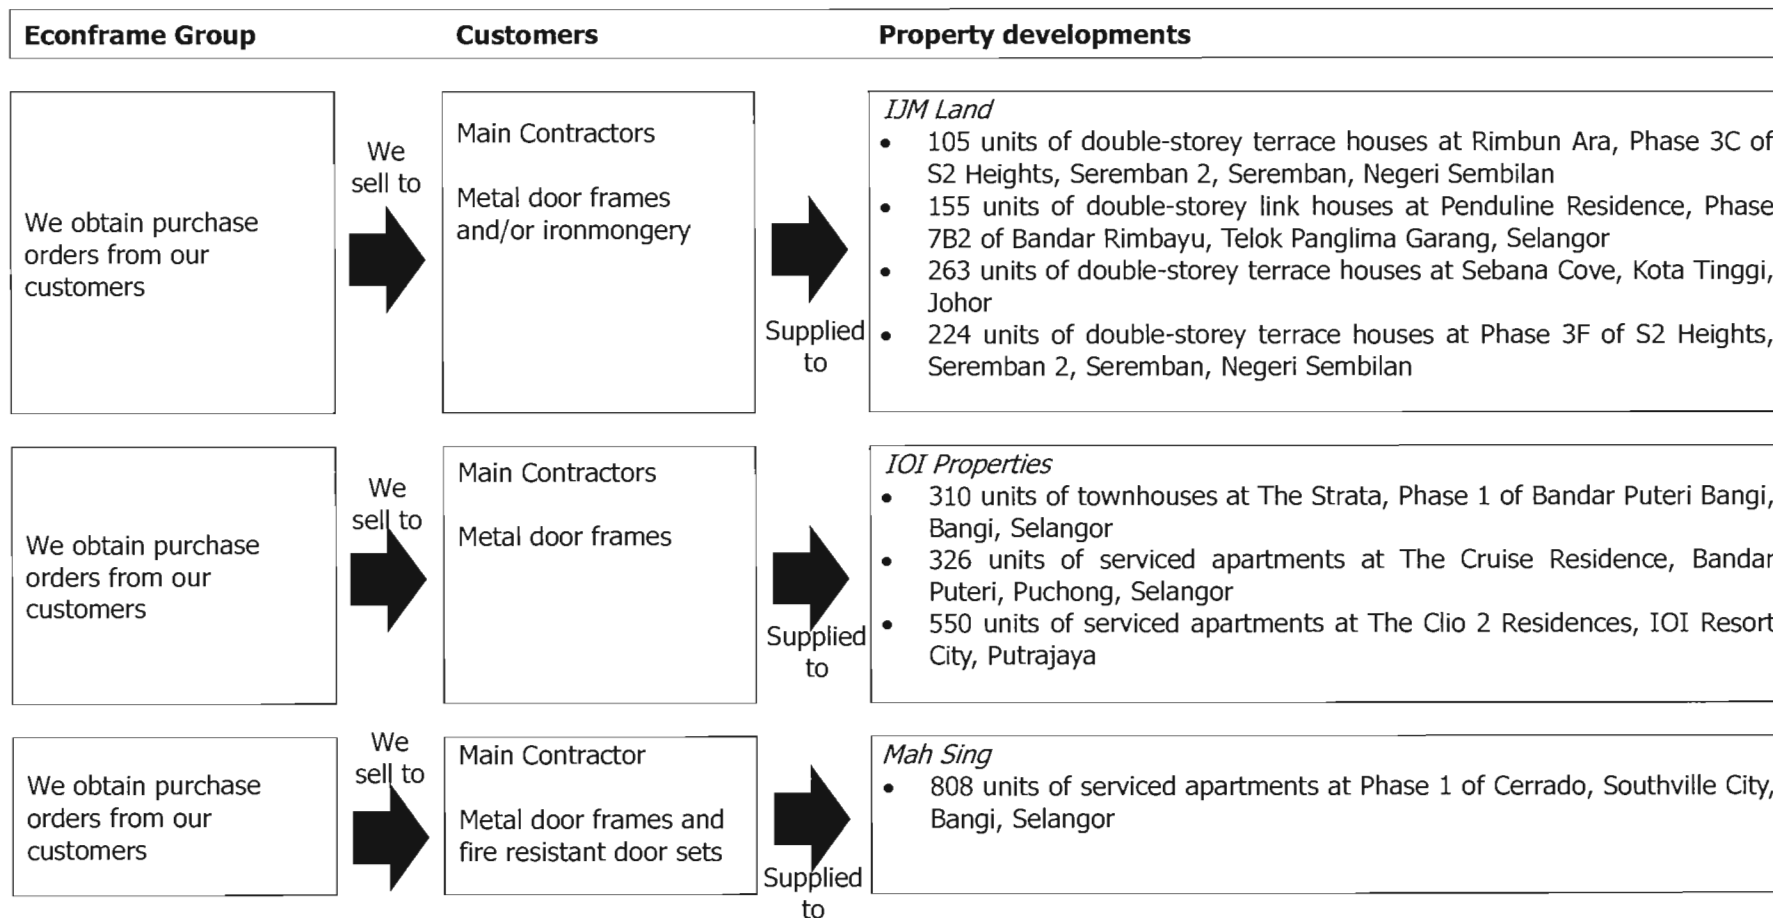 Econframe Group
Customers
Property developments
We obtain purchase
orders from our
customers
We
sell to
Main Contractors
Metal door frames
and/or ironmongery
Supplied
to
IJM Land
• 105 units of double-storey terrace houses at Rimbun Ara, Phase 3C of
S2 Heights, Seremban 2, Seremban, Negeri Sembilan
• 155 units of double-storey link houses at Penduline Residence, Phase
7B2 of Bandar Rimbayu, Telok Panglima Garang, Selangor
• 263 units of double-storey terrace houses at Sebana Cove, Kota Tinggi,
Johor
• 224 units of double-storey terrace houses at Phase 3F of S2 Heights,
Seremban 2, Seremban, Negeri Sembilan
We obtain purchase
orders from our
customers
We
sell to
Main Contractors
Metal door frames
Supplied
to
IOI Properties
• 310 units of townhouses at The Strata, Phase 1 of Bandar Puteri Bangi,
Bangi, Selangor
• 326 units of serviced apartments at The Cruise Residence, Bandar
Puteri, Puchong, Selangor
• 550 units of serviced apartments at The Clio 2 Residences, IOI Resort
City, Putrajaya
We obtain purchase
orders from our
customers
We
sell to
Main Contractor
Metal door frames and
fire resistant door sets
Supplied
to
Mah Sing
• 808 units of serviced apartments at Phase 1 of Cerrado, Southville City,
Bangi, Selangor